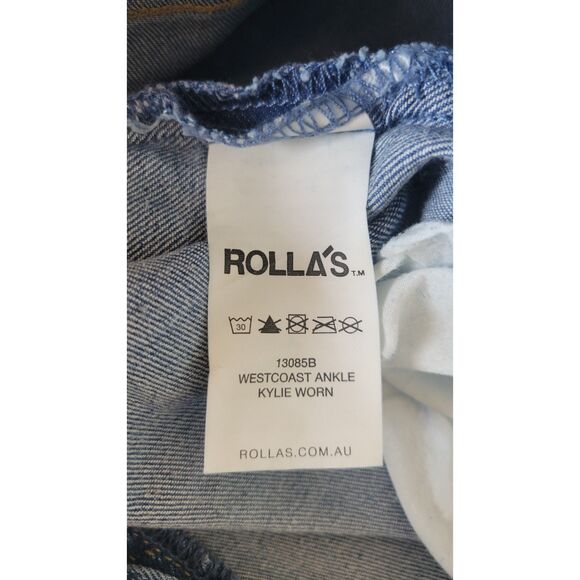 ROLLA'S TM
30
13085B
WESTCOAST ANKLE
KYLIE WORN
ROLLAS.COM.AU